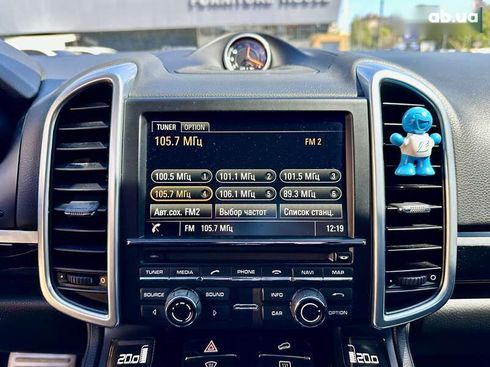 FURNITURE HOUSE
ab.ua
TUNER OPTION
105.7 МГц FM 2
100.5 МГц 1 101.1 МГц 2 101.5 МГц 3
105.7 МГц 4 106.1 МГц 5 89.3 МГц 6
Авт.сох. FM2 Выбор частот Список станц.
FM 105.7 МГц 12:19
TUNER MEDIA PHONE NAVI MAP
SOURCE SOUND INFO
CAR
20.0 20.0